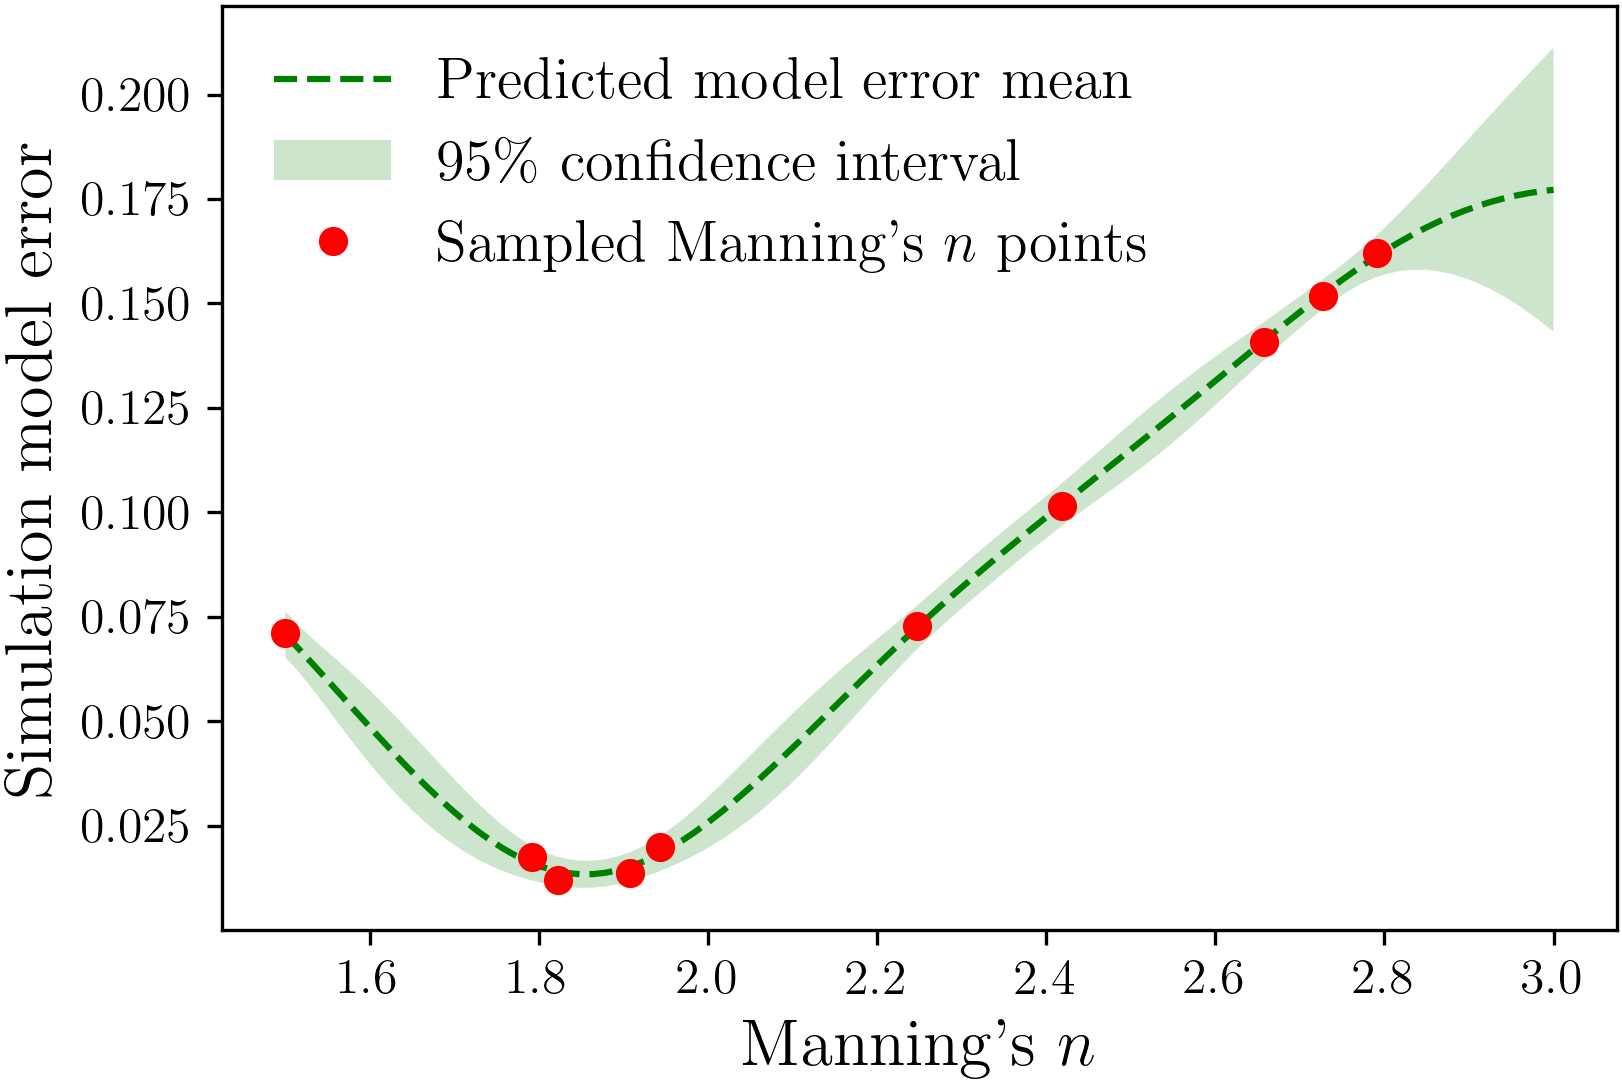 Predicted model error mean
95% confidence interval
Sampled Manning's n points
Simulation model error
0.200
0.175
0.150
0.125
0.100
0.075
0.050
0.025
1.6 1.8 2.0 2.2 2.4 2.6 2.8 3.0
Manning's n